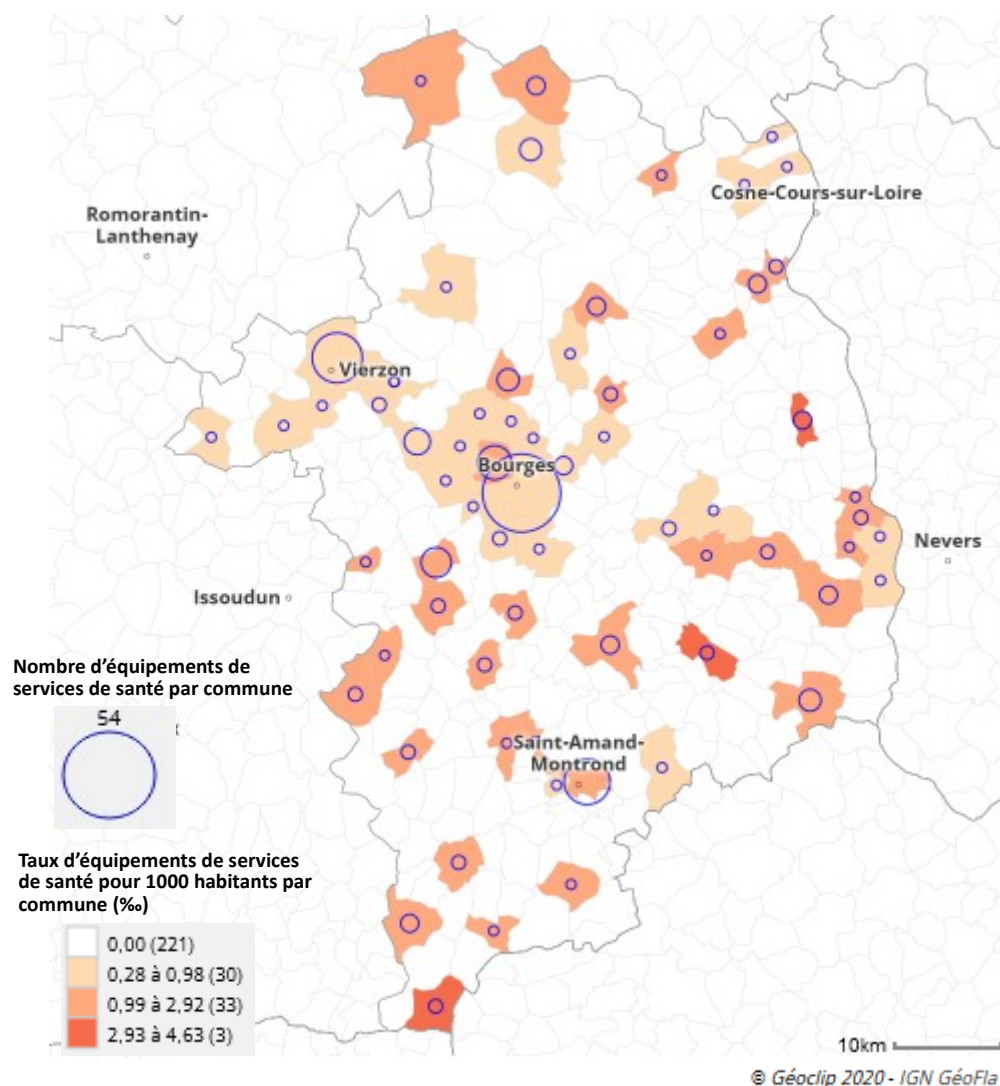 Romorantin-
Lanthenay
Cosne-Cours-sur-Loire
Vierzon
Bourges
Nevers
Issoudun
Nombre d’équipements de
services de santé par commune
54
Saint-Amand-
Montrond
Taux d’équipements de services
de santé pour 1000 habitants par
commune (‰)
0,00 (221)
0,28 à 0,98 (30)
0,99 à 2,92 (33)
2,93 à 4,63 (3)
10km
© Géoclip 2020 - IGN GéoFla